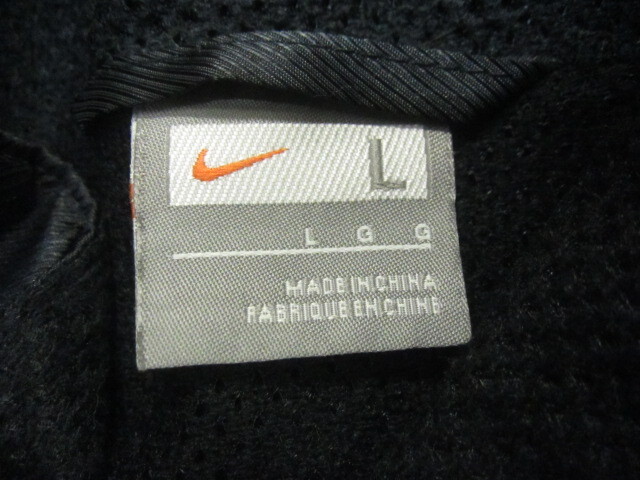 L
L G G
MADE IN CHINA
FABRIQUE EN CHINE